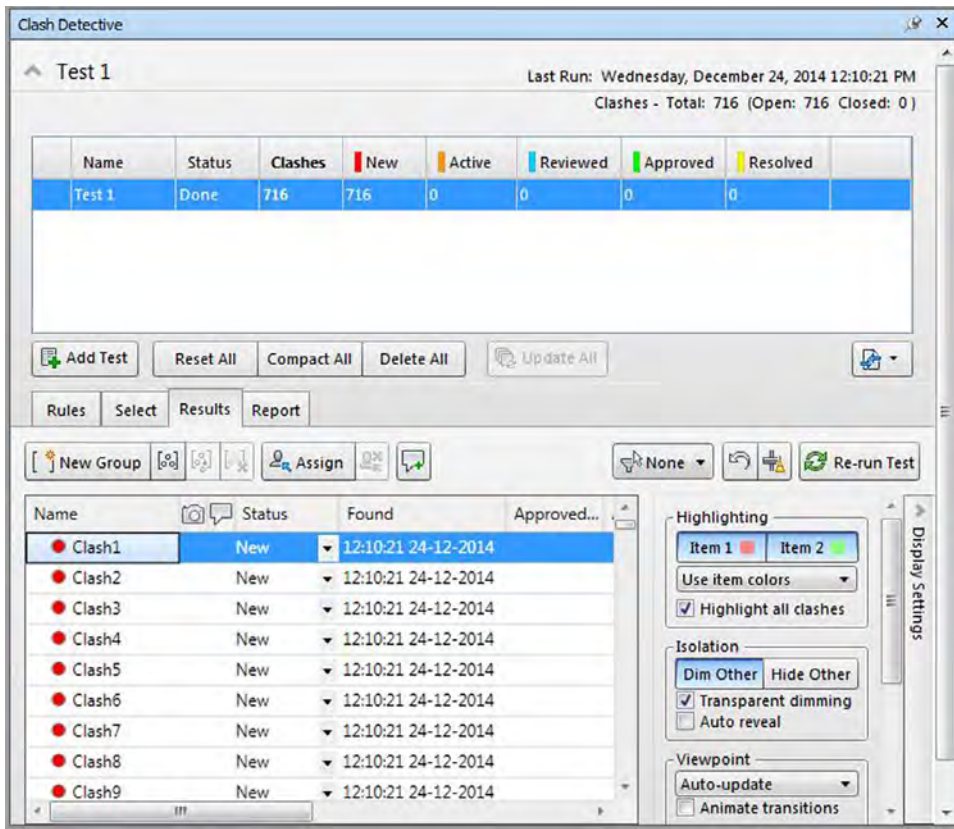 Clash Detective
Test 1
Last Run: Wednesday, December 24, 2014 12:10:21 PM
Clashes - Total: 716 (Open: 716 Closed: 0 )
Name Status Clashes New Active Reviewed Approved Resolved
Test 1 Done 716 716 0 0 0 0
Add Test Reset All Compact All Delete All Update All
Rules Select Results Report
New Group Assign None Re-run Test
Name Status Found Approved...
Clash1 New 12:10:21 24-12-2014
Clash2 New 12:10:21 24-12-2014
Clash3 New 12:10:21 24-12-2014
Clash4 New 12:10:21 24-12-2014
Clash5 New 12:10:21 24-12-2014
Clash6 New 12:10:21 24-12-2014
Clash7 New 12:10:21 24-12-2014
Clash8 New 12:10:21 24-12-2014
Clash9 New 12:10:21 24-12-2014
Highlighting
Item 1 Item 2
Use item colors
Highlight all clashes
Isolation
Dim Other Hide Other
Transparent dimming
Auto reveal
Viewpoint
Auto-update
Animate transitions
Display Settings